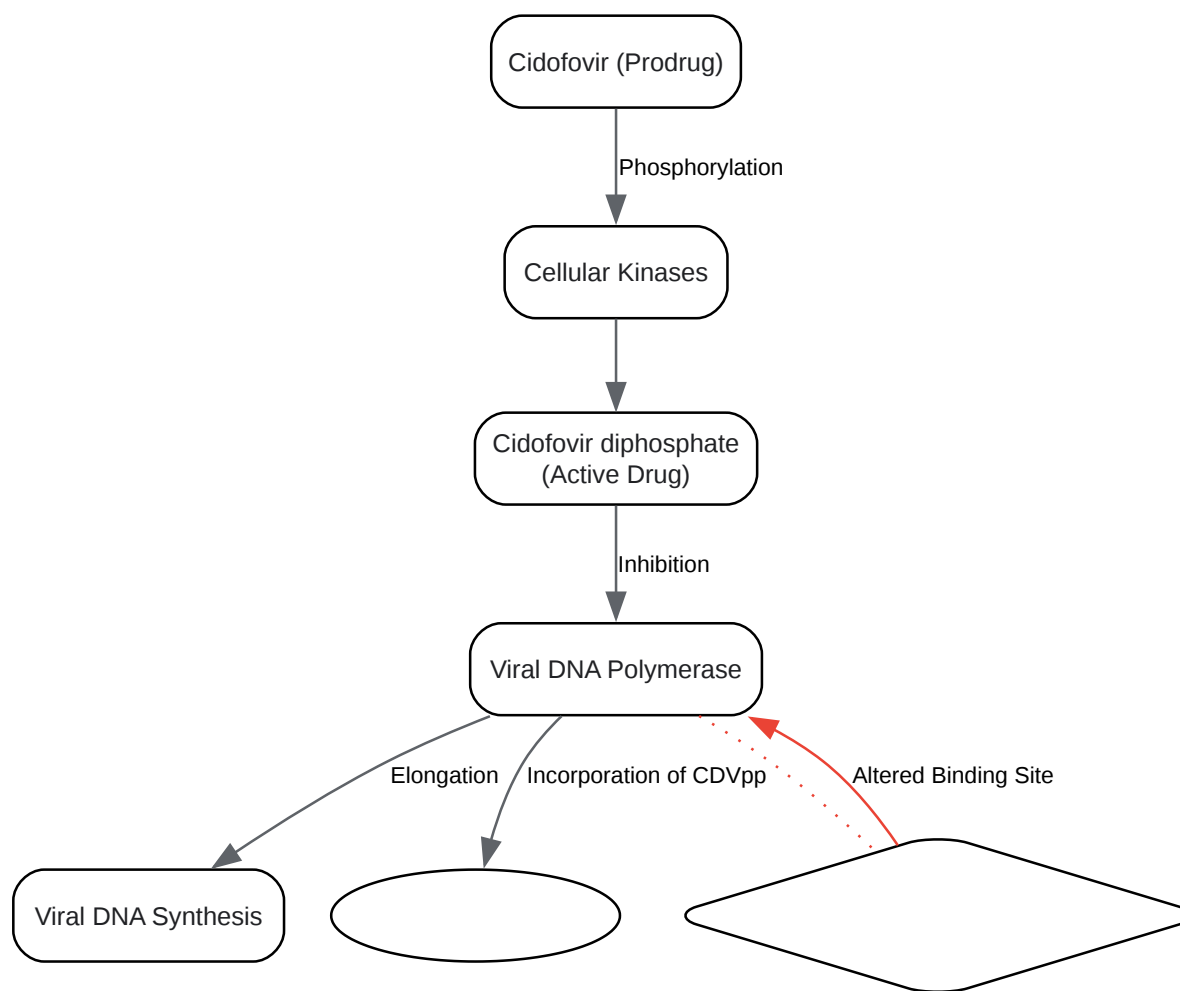 Cidofovir (Prodrug)
Phosphorylation
Cellular Kinases
Cidofovir diphosphate
(Active Drug)
Inhibition
Viral DNA Polymerase
Elongation
Incorporation of CDVpp
Altered Binding Site
Viral DNA Synthesis